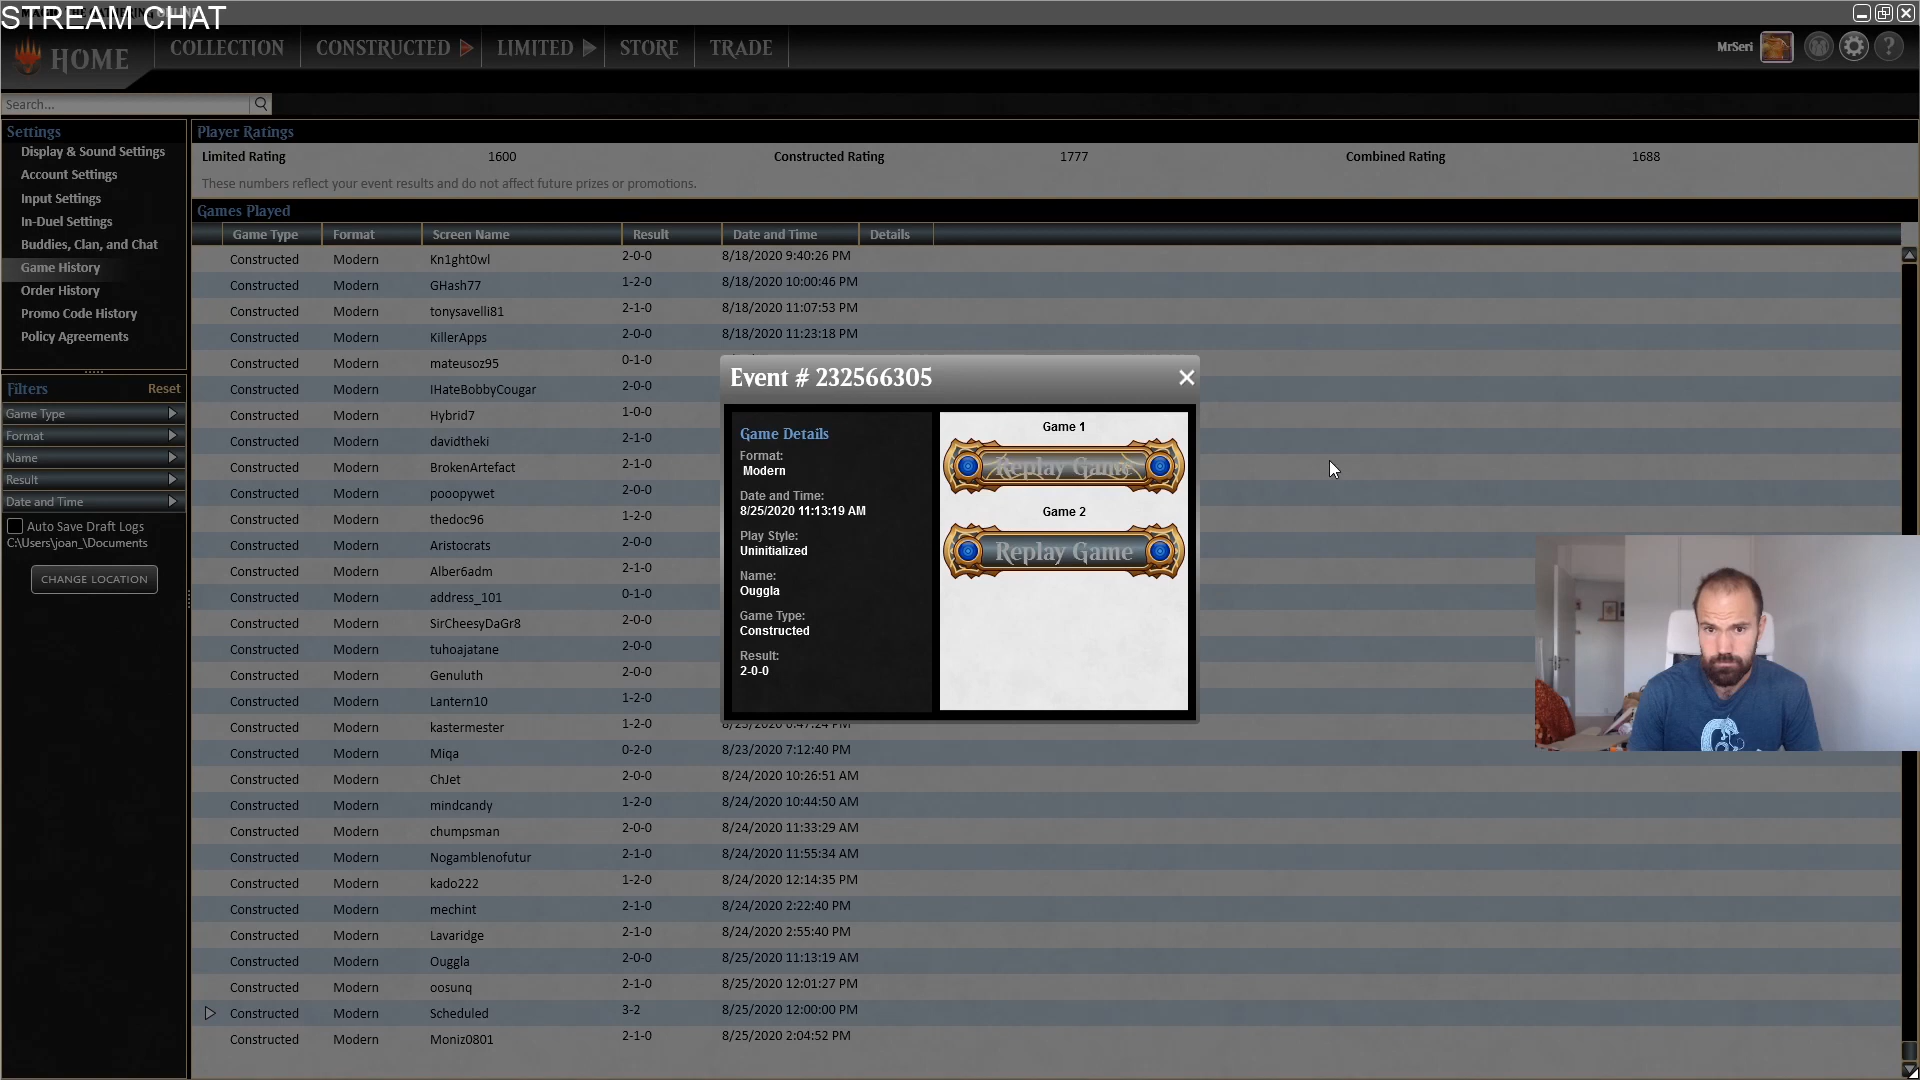 STREAM CHAT
HOME
COLLECTION
CONSTRUCTED
LIMITED
STORE
TRADE
MrSeri
Search...
Settings
Display & Sound Settings
Account Settings
Input Settings
In-Duel Settings
Buddies, Clan, and Chat
Game History
Order History
Promo Code History
Policy Agreements
Filters Reset
Game Type
Format
Name
Result
Date and Time
Auto Save Draft Logs
C:\Users\joan_\Documents
CHANGE LOCATION
Player Ratings
Limited Rating 1600 Constructed Rating 1777 Combined Rating 1688
These numbers reflect your event results and do not affect future prizes or promotions.
Games Played
Game Type Format Screen Name Result Date and Time Details
Constructed Modern Kn1ght0wl 2-0-0 8/18/2020 9:40:26 PM
Constructed Modern GHash77 1-2-0 8/18/2020 10:00:46 PM
Constructed Modern tonysavelli81 2-1-0 8/18/2020 11:07:53 PM
Constructed Modern KillerApps 2-0-0 8/18/2020 11:23:18 PM
Constructed Modern mateusoz95 0-1-0
Constructed Modern IHateBobbyCougar 2-0-0
Constructed Modern Hybrid7 1-0-0
Constructed Modern davidtheki 2-1-0
Constructed Modern BrokenArtefact 2-1-0
Constructed Modern pooopywet 2-0-0
Constructed Modern thedoc96 1-2-0
Constructed Modern Aristocrats 2-0-0
Constructed Modern Alber6adm 2-1-0
Constructed Modern address_101 0-1-0
Constructed Modern SirCheesyDaGr8 2-0-0
Constructed Modern tuhoajatane 2-0-0
Constructed Modern Genuluth 2-0-0
Constructed Modern Lantern10 1-2-0
Constructed Modern kastermester 1-2-0 8/23/2020 6:47:24 PM
Constructed Modern Miqa 0-2-0 8/23/2020 7:12:40 PM
Constructed Modern ChJet 2-0-0 8/24/2020 10:26:51 AM
Constructed Modern mindcandy 1-2-0 8/24/2020 10:44:50 AM
Constructed Modern chumpsman 2-0-0 8/24/2020 11:33:29 AM
Constructed Modern Nogamblenofutur 2-1-0 8/24/2020 11:55:34 AM
Constructed Modern kado222 1-2-0 8/24/2020 12:14:35 PM
Constructed Modern mechint 2-1-0 8/24/2020 2:22:40 PM
Constructed Modern Lavaridge 2-1-0 8/24/2020 2:55:40 PM
Constructed Modern Ouggla 2-0-0 8/25/2020 11:13:19 AM
Constructed Modern oosunq 2-1-0 8/25/2020 12:01:27 PM
Constructed Modern Scheduled 3-2 8/25/2020 12:00:00 PM
Constructed Modern Moniz0801 2-1-0 8/25/2020 2:04:52 PM
Event # 232566305
Game Details
Format:
Modern
Date and Time:
8/25/2020 11:13:19 AM
Play Style:
Uninitialized
Name:
Ouggla
Game Type:
Constructed
Result:
2-0-0
Game 1
Replay Game
Game 2
Replay Game